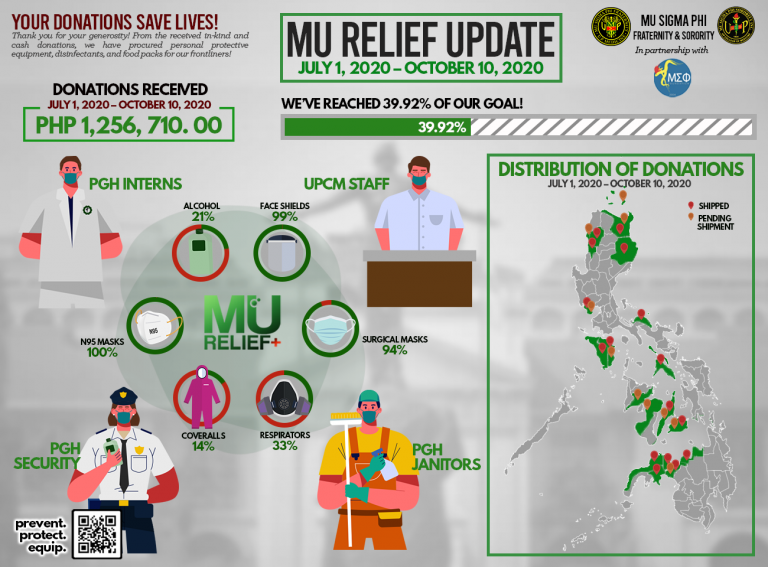 YOUR DONATIONS SAVE LIVES!
Thank you for your generosity! From the received in-kind and
cash donations, we have procured personal protective
equipment, disinfectants, and food packs for our frontliners!
MU RELIEF UPDATE
JULY 1, 2020 – OCTOBER 10, 2020
MU SIGMA PHI
FRATERNITY & SORORITY
In partnership with
ΜΣΦ
DONATIONS RECEIVED
JULY 1, 2020 – OCTOBER 10, 2020
PHP 1,256, 710. 00
WE'VE REACHED 39.92% OF OUR GOAL!
39.92%
PGH INTERNS
UPCM STAFF
ALCOHOL
21%
FACE SHIELDS
99%
N95
N95 MASKS
100%
MU
RELIEF+
SURGICAL MASKS
94%
COVERALLS
14%
RESPIRATORS
33%
PGH
SECURITY
PGH
JANITORS
prevent.
protect.
equip.
DISTRIBUTION OF DONATIONS
JULY 1, 2020 – OCTOBER 10, 2020
SHIPPED
PENDING
SHIPMENT